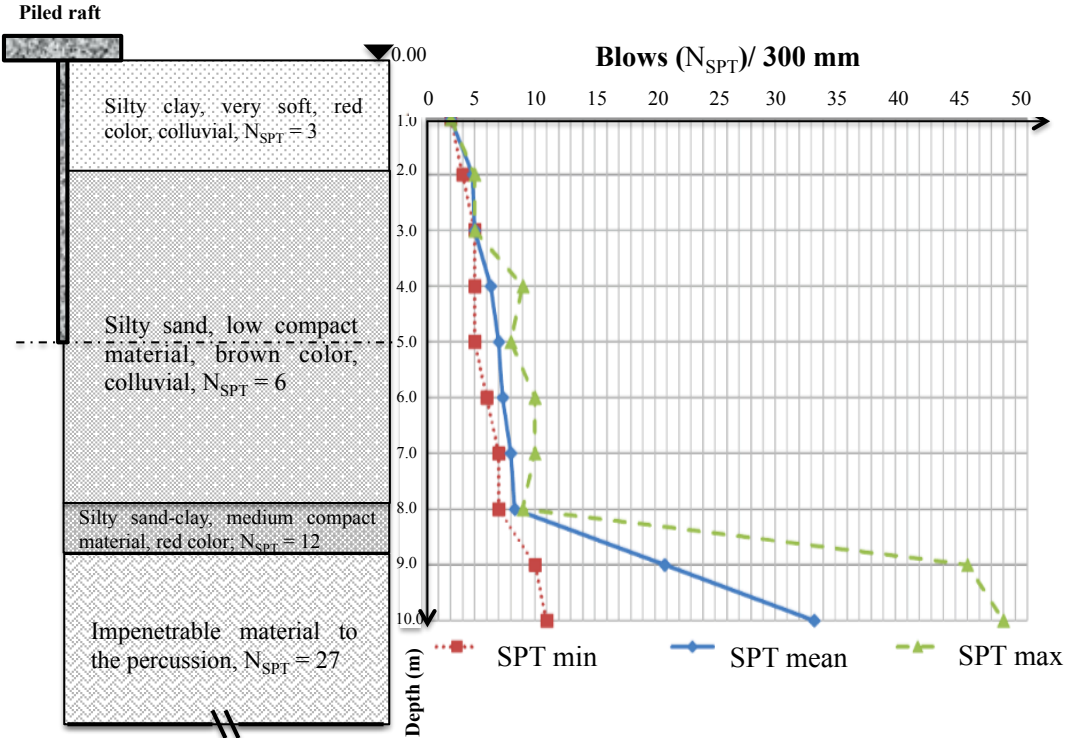 Piled raft
0.00
Blows (NSPT)/ 300 mm
0 5 10 15 20 25 30 35 40 45 50
Silty clay, very soft, red
color, colluvial, NSPT = 3
1.0
2.0
3.0
4.0
5.0
6.0
7.0
8.0
9.0
10.0
Silty sand, low compact
material, brown color,
colluvial, NSPT = 6
Silty sand-clay, medium compact
material, red color; NSPT = 12
Impenetrable material to
the percussion, NSPT = 27
Depth (m)
SPT min
SPT mean
SPT max